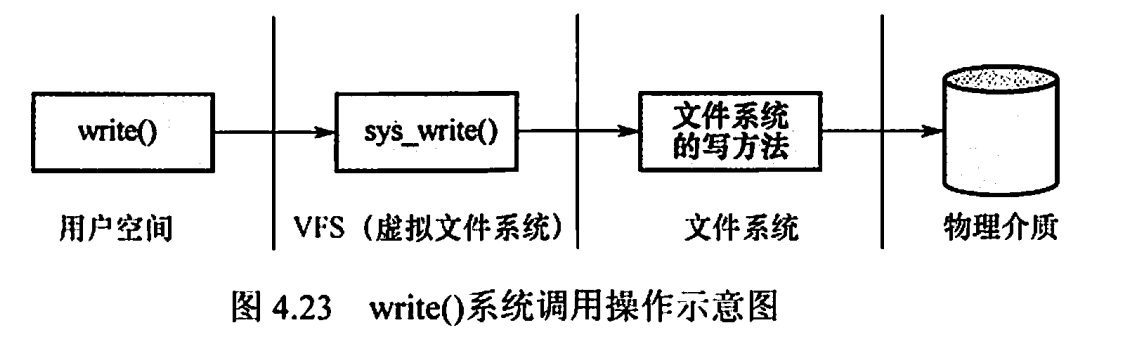 write()
sys_write()
文件系统
的写方法
用户空间
VFS（虚拟文件系统）
文件系统
物理介质
图 4.23 write()系统调用操作示意图